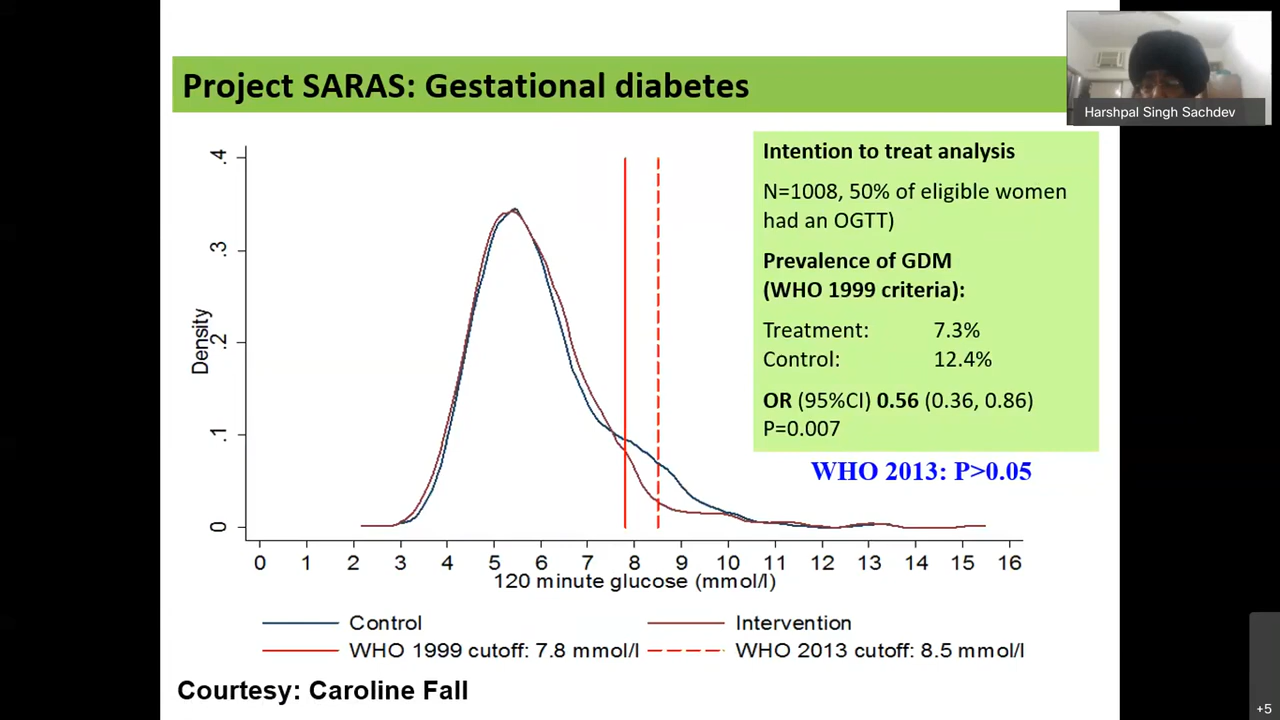 Project SARAS: Gestational diabetes
Harshpal Singh Sachdev
Intention to treat analysis
N=1008, 50% of eligible women
had an OGTT)
Prevalence of GDM
(WHO 1999 criteria):
Treatment: 7.3%
Control: 12.4%
OR (95%CI) 0.56 (0.36, 0.86)
P=0.007
WHO 2013: P>0.05
.4
.3
.2
.1
0
Density
0 1 2 3 4 5 6 7 8 9 10 11 12 13 14 15 16
120 minute glucose (mmol/l)
Control
Intervention
WHO 1999 cutoff: 7.8 mmol/l
WHO 2013 cutoff: 8.5 mmol/l
Courtesy: Caroline Fall
+5